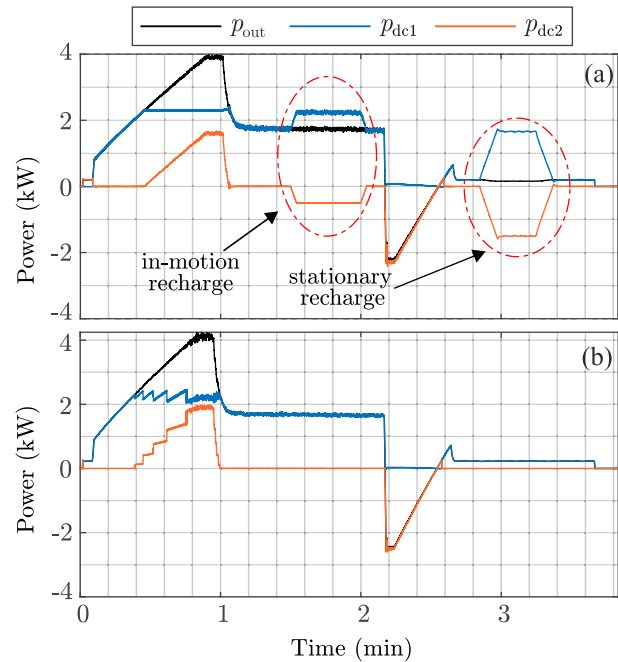 p_out p_dc1 p_dc2
(a)
4
2
0
-2
-4
Power (kW)
in-motion
recharge
stationary
recharge
(b)
4
2
0
-2
-4
Power (kW)
0 1 2 3
Time (min)